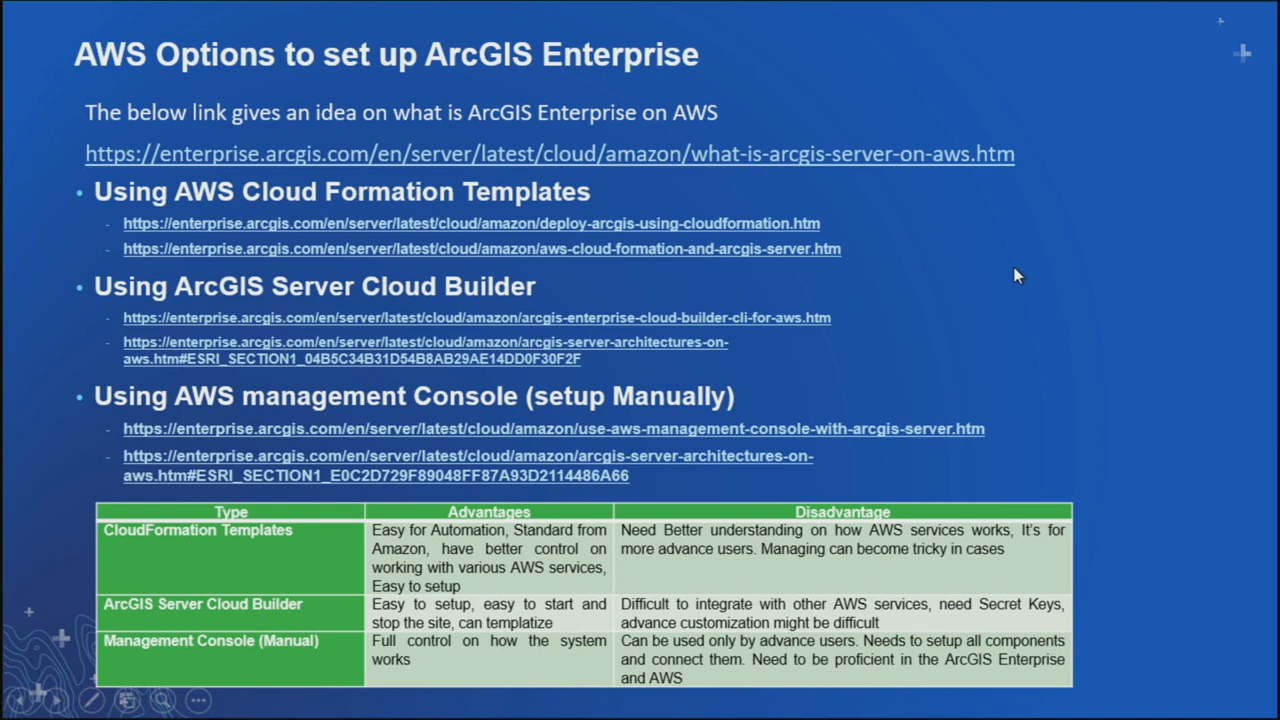 AWS Options to set up ArcGIS Enterprise
The below link gives an idea on what is ArcGIS Enterprise on AWS
https://enterprise.arcgis.com/en/server/latest/cloud/amazon/what-is-arcgis-server-on-aws.htm
• Using AWS Cloud Formation Templates
- https://enterprise.arcgis.com/en/server/latest/cloud/amazon/deploy-arcgis-using-cloudformation.htm
- https://enterprise.arcgis.com/en/server/latest/cloud/amazon/aws-cloud-formation-and-arcgis-server.htm
• Using ArcGIS Server Cloud Builder
- https://enterprise.arcgis.com/en/server/latest/cloud/amazon/arcgis-enterprise-cloud-builder-cli-for-aws.htm
- https://enterprise.arcgis.com/en/server/latest/cloud/amazon/arcgis-server-architectures-on-
aws.htm#ESRI_SECTION1_04B5C34B31D54B8AB29AE14DD0F30F2F
• Using AWS management Console (setup Manually)
- https://enterprise.arcgis.com/en/server/latest/cloud/amazon/use-aws-management-console-with-arcgis-server.htm
- https://enterprise.arcgis.com/en/server/latest/cloud/amazon/arcgis-server-architectures-on-
aws.htm#ESRI_SECTION1_E0C2D729F89048FF87A93D2114486A66
Type Advantages Disadvantage
CloudFormation Templates
Easy for Automation, Standard from
Amazon, have better control on
working with various AWS services,
Easy to setup
Need Better understanding on how AWS services works, It's for
more advance users. Managing can become tricky in cases
ArcGIS Server Cloud Builder
Easy to setup, easy to start and
stop the site, can templatize
Difficult to integrate with other AWS services, need Secret Keys,
advance customization might be difficult
Management Console (Manual)
Full control on how the system
works
Can be used only by advance users. Needs to setup all components
and connect them. Need to be proficient in the ArcGIS Enterprise
and AWS